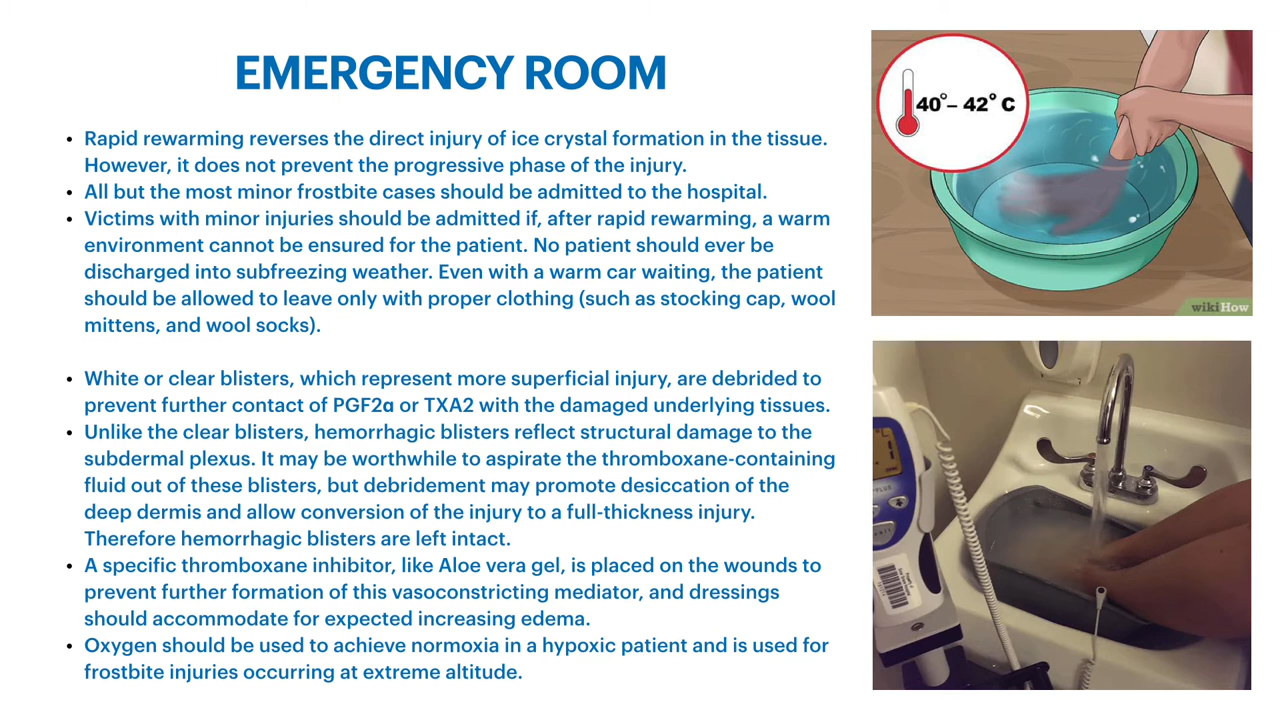 EMERGENCY ROOM
• Rapid rewarming reverses the direct injury of ice crystal formation in the tissue.
However, it does not prevent the progressive phase of the injury.
• All but the most minor frostbite cases should be admitted to the hospital.
• Victims with minor injuries should be admitted if, after rapid rewarming, a warm
environment cannot be ensured for the patient. No patient should ever be
discharged into subfreezing weather. Even with a warm car waiting, the patient
should be allowed to leave only with proper clothing (such as stocking cap, wool
mittens, and wool socks).
• White or clear blisters, which represent more superficial injury, are debrided to
prevent further contact of PGF2α or TXA2 with the damaged underlying tissues.
• Unlike the clear blisters, hemorrhagic blisters reflect structural damage to the
subdermal plexus. It may be worthwhile to aspirate the thromboxane-containing
fluid out of these blisters, but debridement may promote desiccation of the
deep dermis and allow conversion of the injury to a full-thickness injury.
Therefore hemorrhagic blisters are left intact.
• A specific thromboxane inhibitor, like Aloe vera gel, is placed on the wounds to
prevent further formation of this vasoconstricting mediator, and dressings
should accommodate for expected increasing edema.
• Oxygen should be used to achieve normoxia in a hypoxic patient and is used for
frostbite injuries occurring at extreme altitude.
40°– 42° C
wikiHow